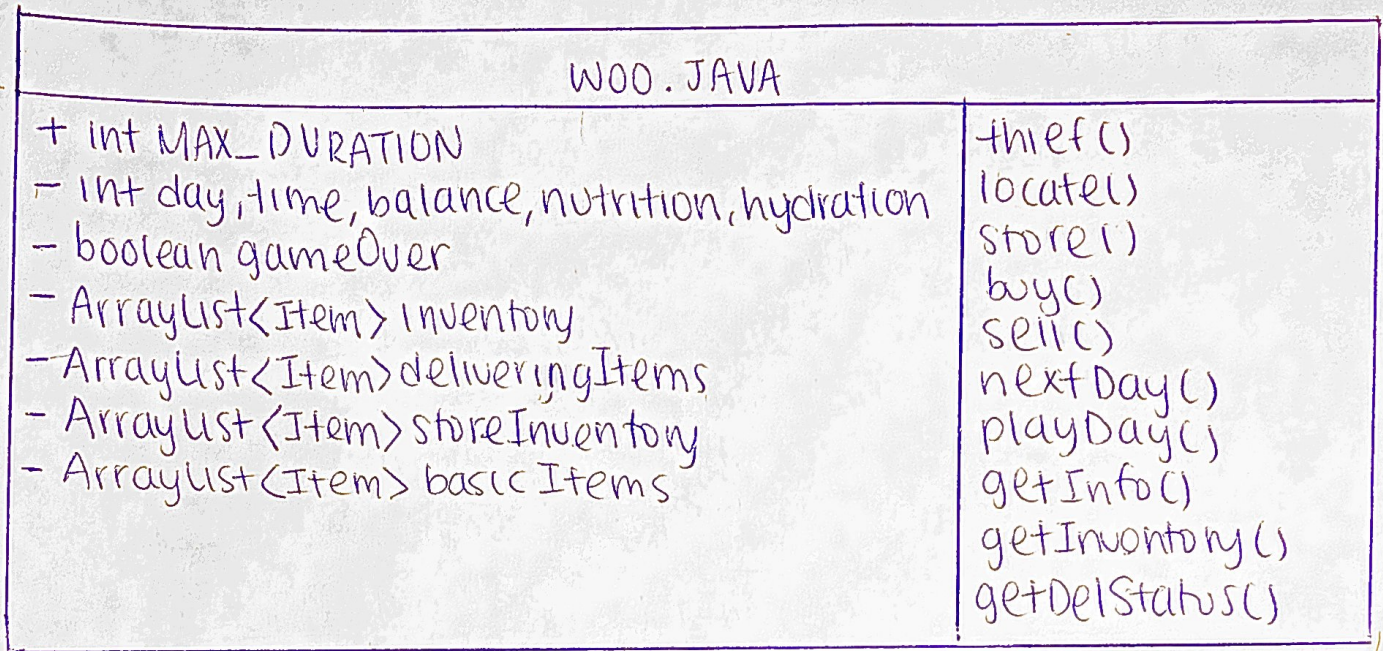 WOO.JAVA
+ int MAX_DURATION
- int day, time, balance, nutrition, hydration
- boolean gameOver
- ArrayList<Item> inventory
- ArrayList<Item> deliveringItems
- ArrayList<Item> storeInventory
- ArrayList<Item> basicItems
thief()
locate()
store()
buy()
sell()
nextDay()
playDay()
getInfo()
getInvontory()
getDelStatus()